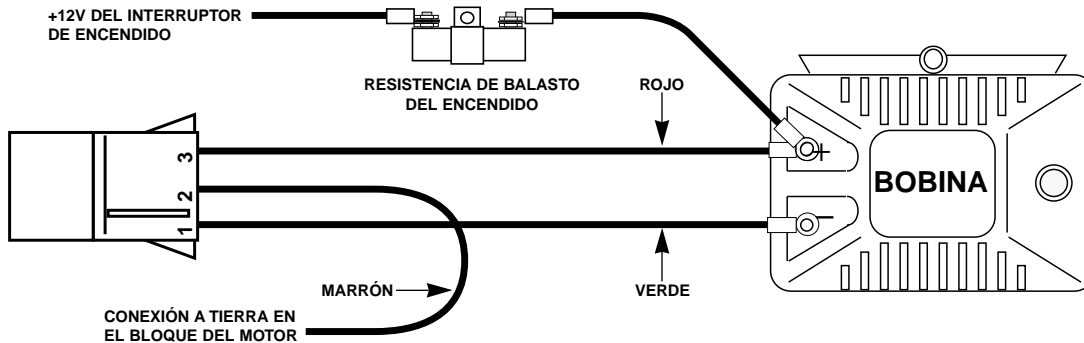 +12V DEL INTERRUPTOR
DE ENCENDIDO
RESISTENCIA DE BALASTO
DEL ENCENDIDO
ROJO
3
2
1
+
−
BOBINA
MARRÓN
VERDE
CONEXIÓN A TIERRA EN
EL BLOQUE DEL MOTOR